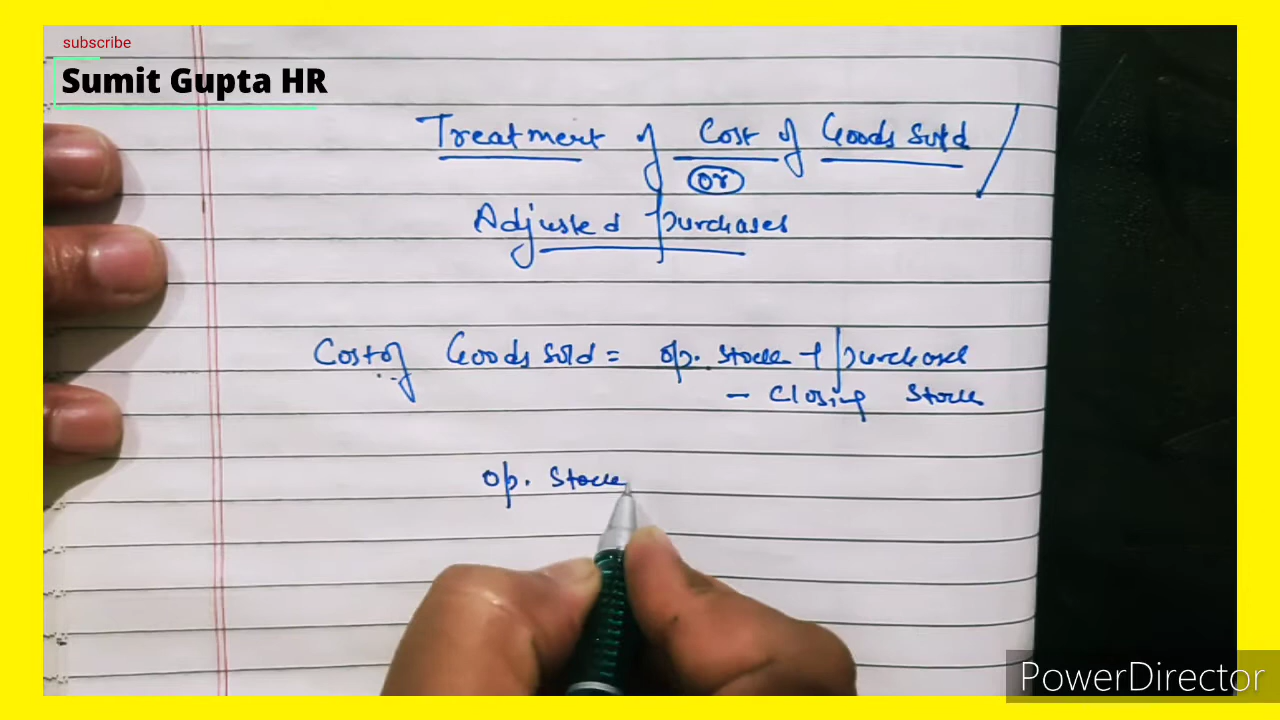 subscribe
Sumit Gupta HR
Treatment of Cost of Goods Sold /
or
Adjusted purchases
Cost of Goods Sold = op. Stock + purchases
- Closing Stock
op. Stock
PowerDirector